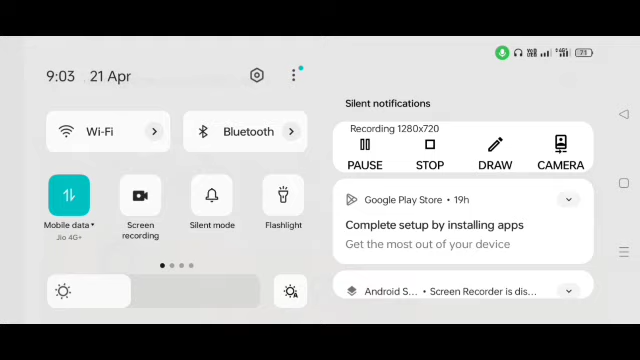 9:03 21 Apr
71
Wi-Fi
Bluetooth
Mobile data
Jio 4G+
Screen
recording
Silent mode
Flashlight
A
Silent notifications
Recording 1280x720
PAUSE
STOP
DRAW
CAMERA
Google Play Store • 19h
Complete setup by installing apps
Get the most out of your device
Android S... • Screen Recorder is dis...